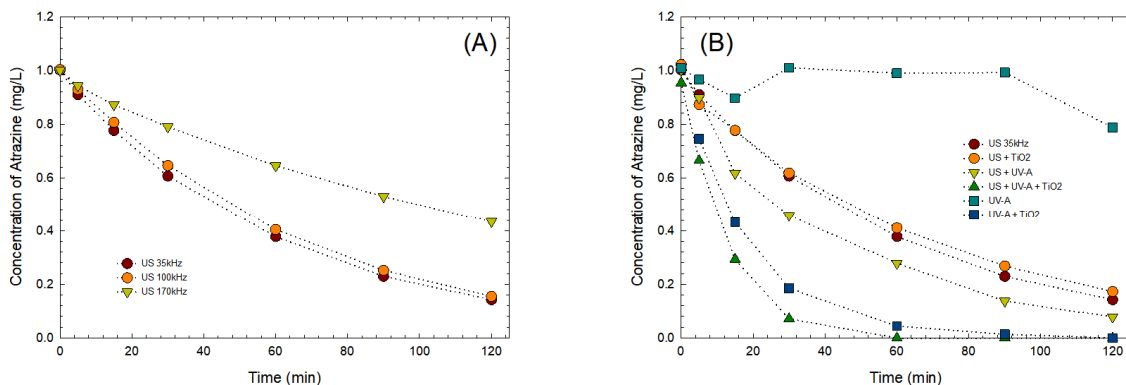 (A)
Concentration of Atrazine (mg/L)
1.2
1.0
0.8
0.6
0.4
0.2
0.0
US 35kHz
US 100kHz
US 170kHz
0 20 40 60 80 100 120
Time (min)
(B)
Concentration of Atrazine (mg/L)
1.2
1.0
0.8
0.6
0.4
0.2
0.0
US 35kHz
US + TiO2
US + UV-A
US + UV-A + TiO2
UV-A
UV-A + TiO2
0 20 40 60 80 100 120
Time (min)